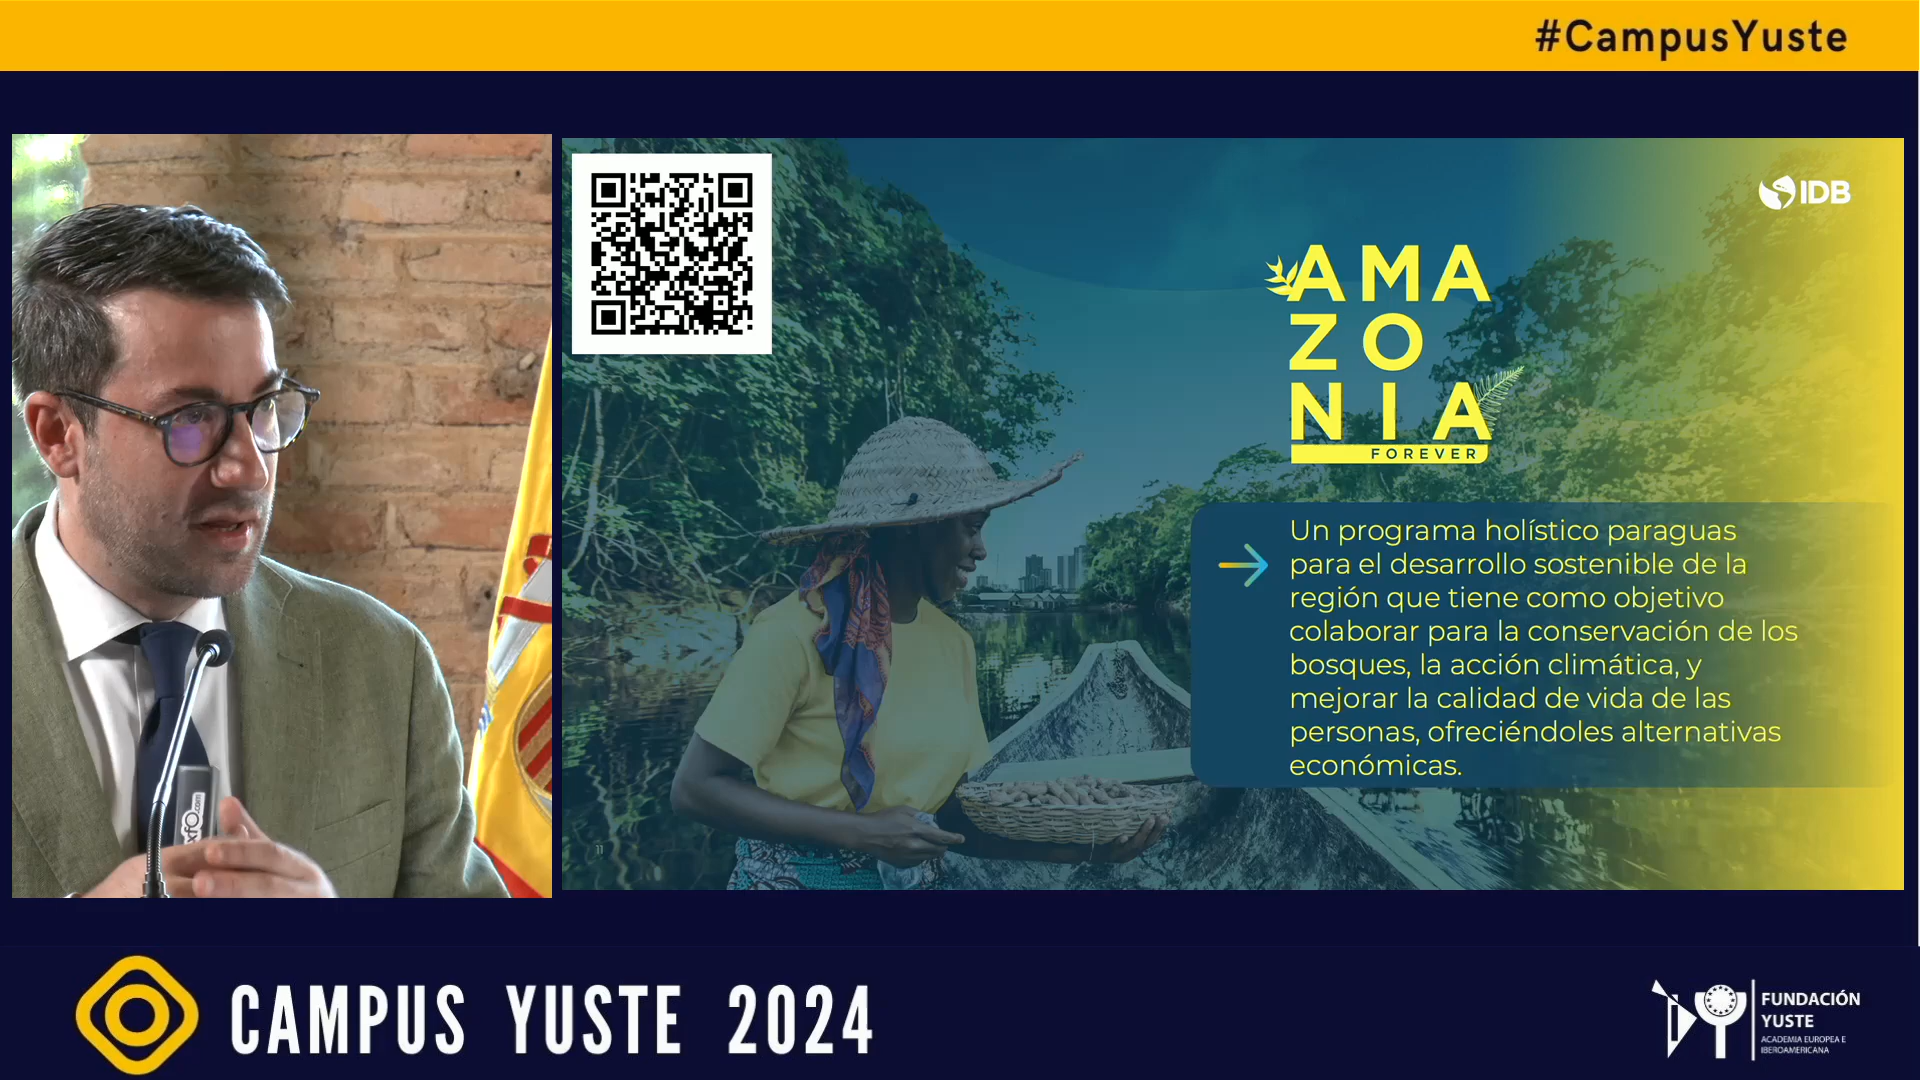 #CampusYuste
IDB
AMA
ZO
NIA
FOREVER
Un programa holístico paraguas
para el desarrollo sostenible de la
región que tiene como objetivo
colaborar para la conservación de los
bosques, la acción climática, y
mejorar la calidad de vida de las
personas, ofreciéndoles alternativas
económicas.
11
CAMPUS YUSTE 2024
FUNDACIÓN
YUSTE
ACADEMIA EUROPEA E
IBEROAMERICANA